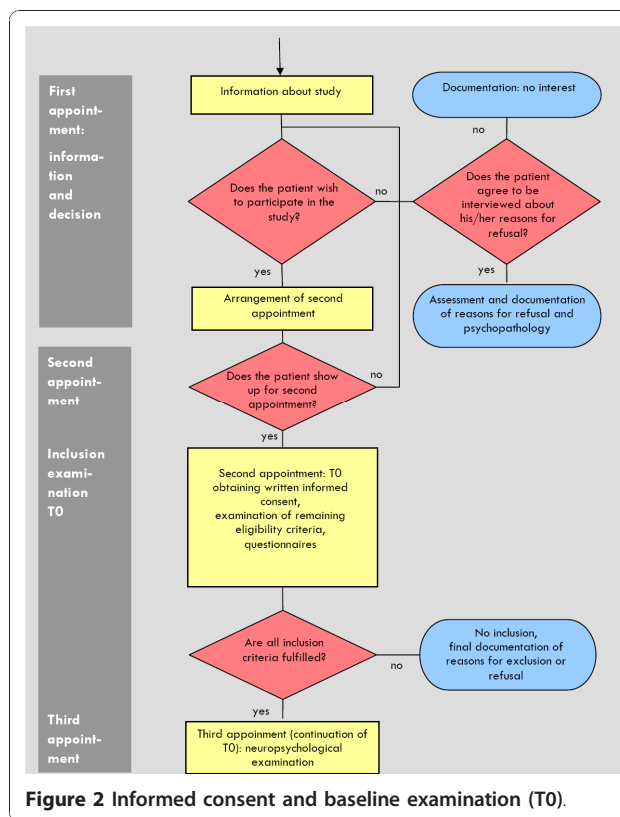 First
appoint-
ment:
informa-
tion
and
decision
Information about study
Documentation: no interest
no
Does the patient wish
to participate in the
study?
no
Does the patient
agree to be
interviewed about
his/her reasons for
refusal?
yes
yes
Arrangement of second
appointment
Assessment and documentation
of reasons for refusal and
psychopathology
Second
appoint-
ment
Does the patient show
up for second
appointment?
no
yes
Inclusion
exami-
nation
T0
Second appointment: T0
obtaining written informed
consent,
examination of remaining
eligibility criteria,
questionnaires
Are all inclusion
criteria fulfilled?
no
No inclusion,
final documentation of
reasons for exclusion or
refusal
yes
Third
appoint-
ment
Third appoinment (continuation of
T0): neuropsychological
examination
Figure 2 Informed consent and baseline examination (T0).